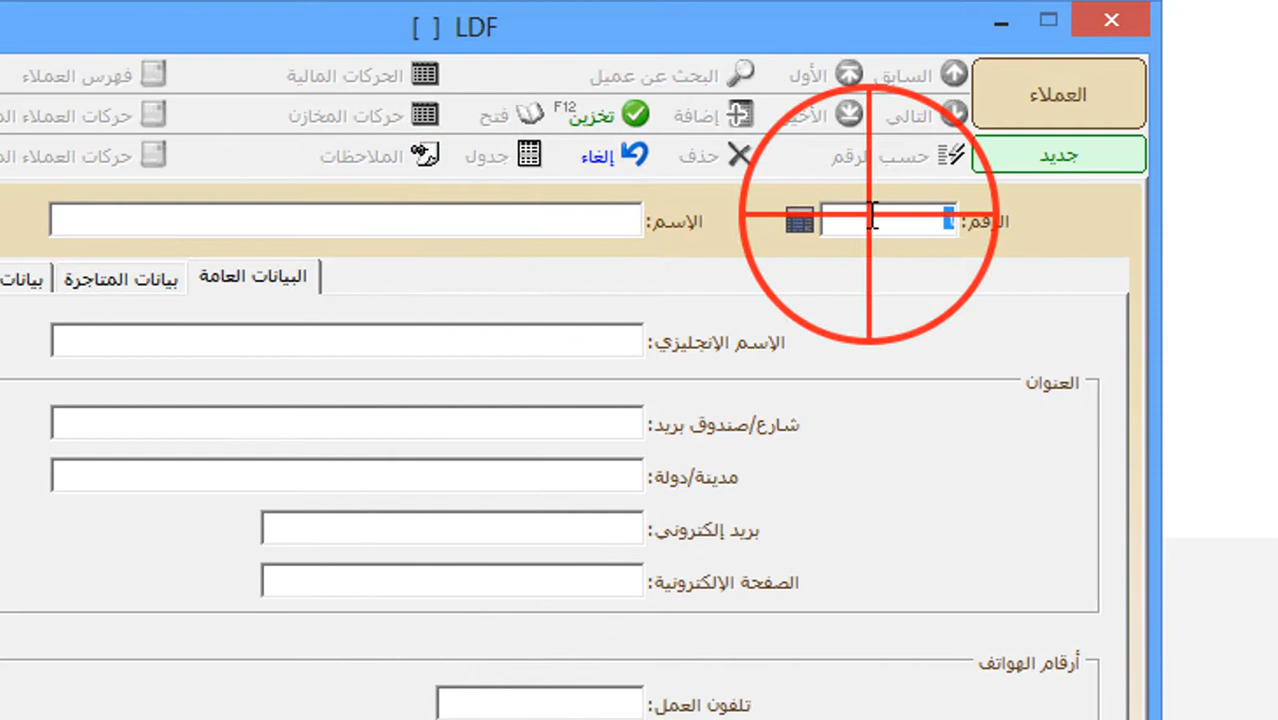 [ ] LDF
العملاء السابق الأول البحث عن عميل الحركات المالية فهرس العملاء
التالي إضافة تخزين F12 فتح حركات المخازن حركات العملاء
جديد حسب الرقم حذف إلغاء جدول الملاحظات حركات العملاء
الرقم: الإسم:
البيانات العامة بيانات المتاجرة بيانات
الإسم الإنجليزي:
العنوان
شارع/صندوق بريد:
مدينة/دولة:
بريد إلكتروني:
الصفحة الإلكترونية:
أرقام الهواتف
تلفون العمل: